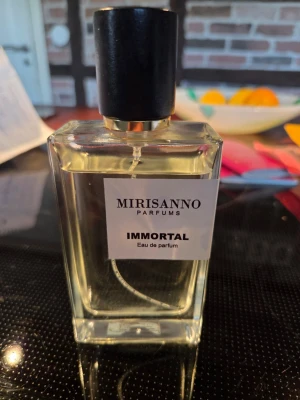 MIRISANNO
PARFUMS
IMMORTAL
Eau de parfum